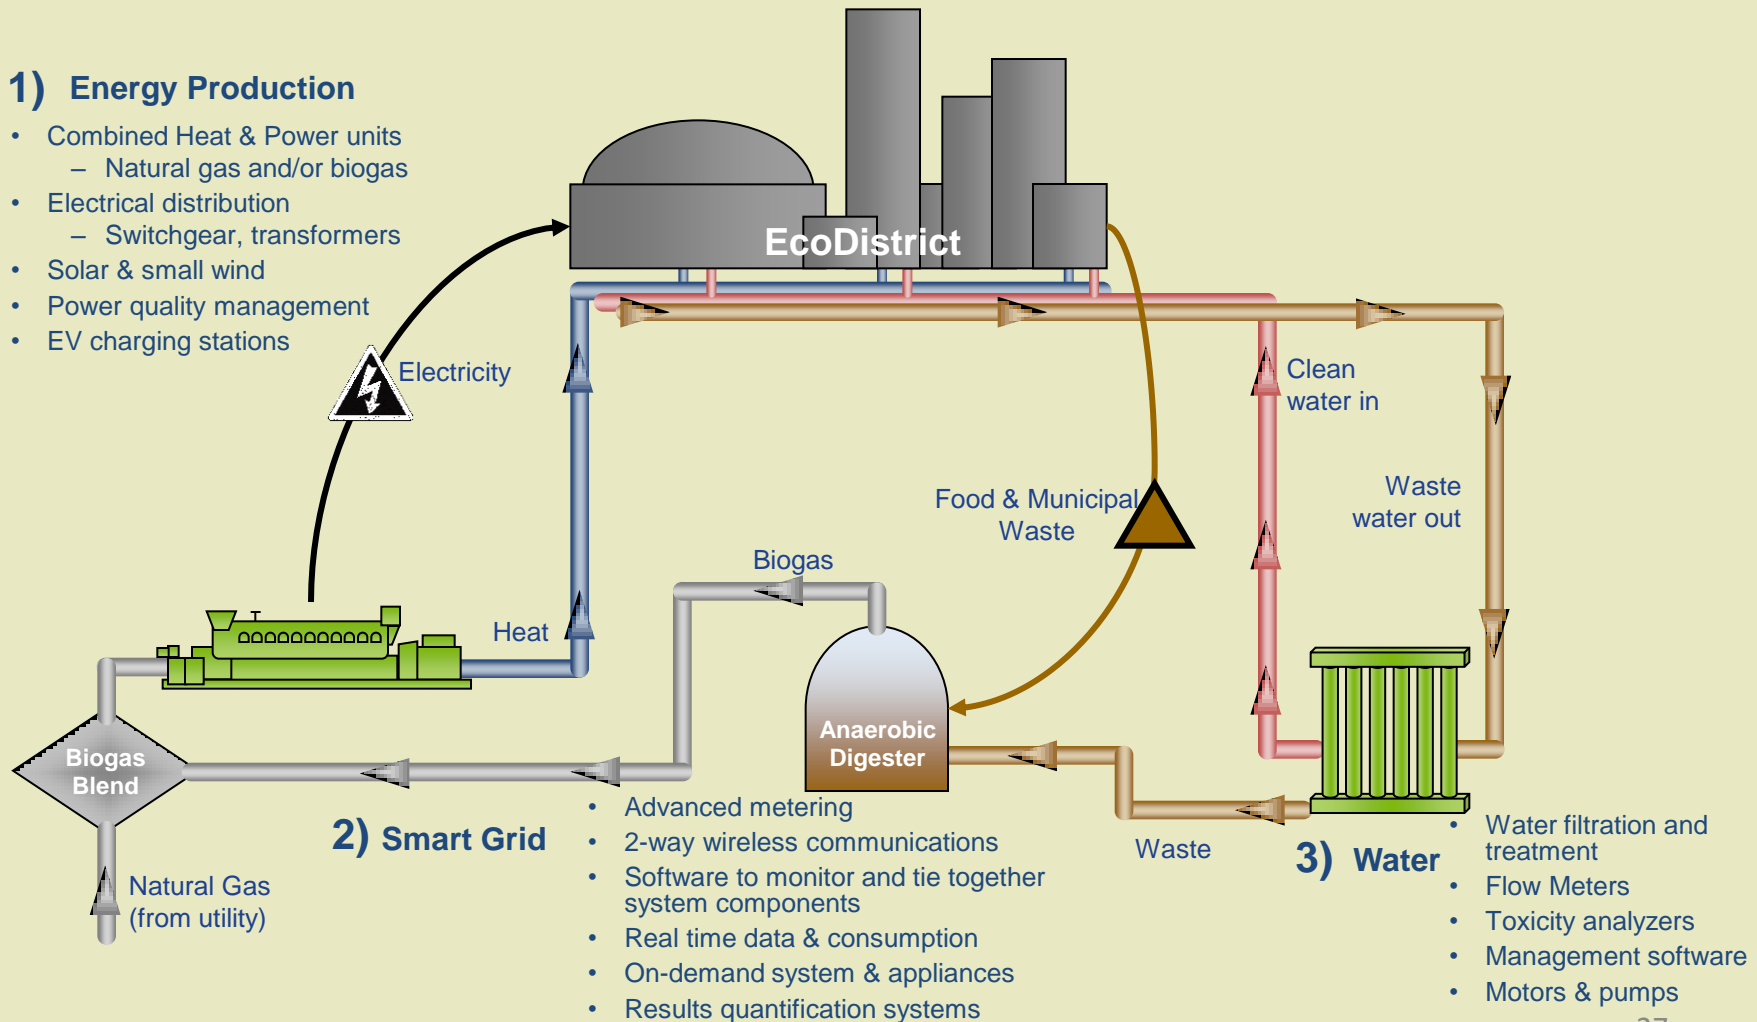 1) Energy Production
• Combined Heat & Power units
– Natural gas and/or biogas
• Electrical distribution
– Switchgear, transformers
• Solar & small wind
• Power quality management
• EV charging stations
EcoDistrict
Electricity
Clean
water in
Food & Municipal
Waste
Waste
water out
Biogas
Heat
Anaerobic
Digester
Biogas
Blend
Natural Gas
(from utility)
2) Smart Grid
• Advanced metering
• 2-way wireless communications
• Software to monitor and tie together
system components
• Real time data & consumption
• On-demand system & appliances
• Results quantification systems
Waste
3) Water
• Water filtration and
treatment
• Flow Meters
• Toxicity analyzers
• Management software
• Motors & pumps